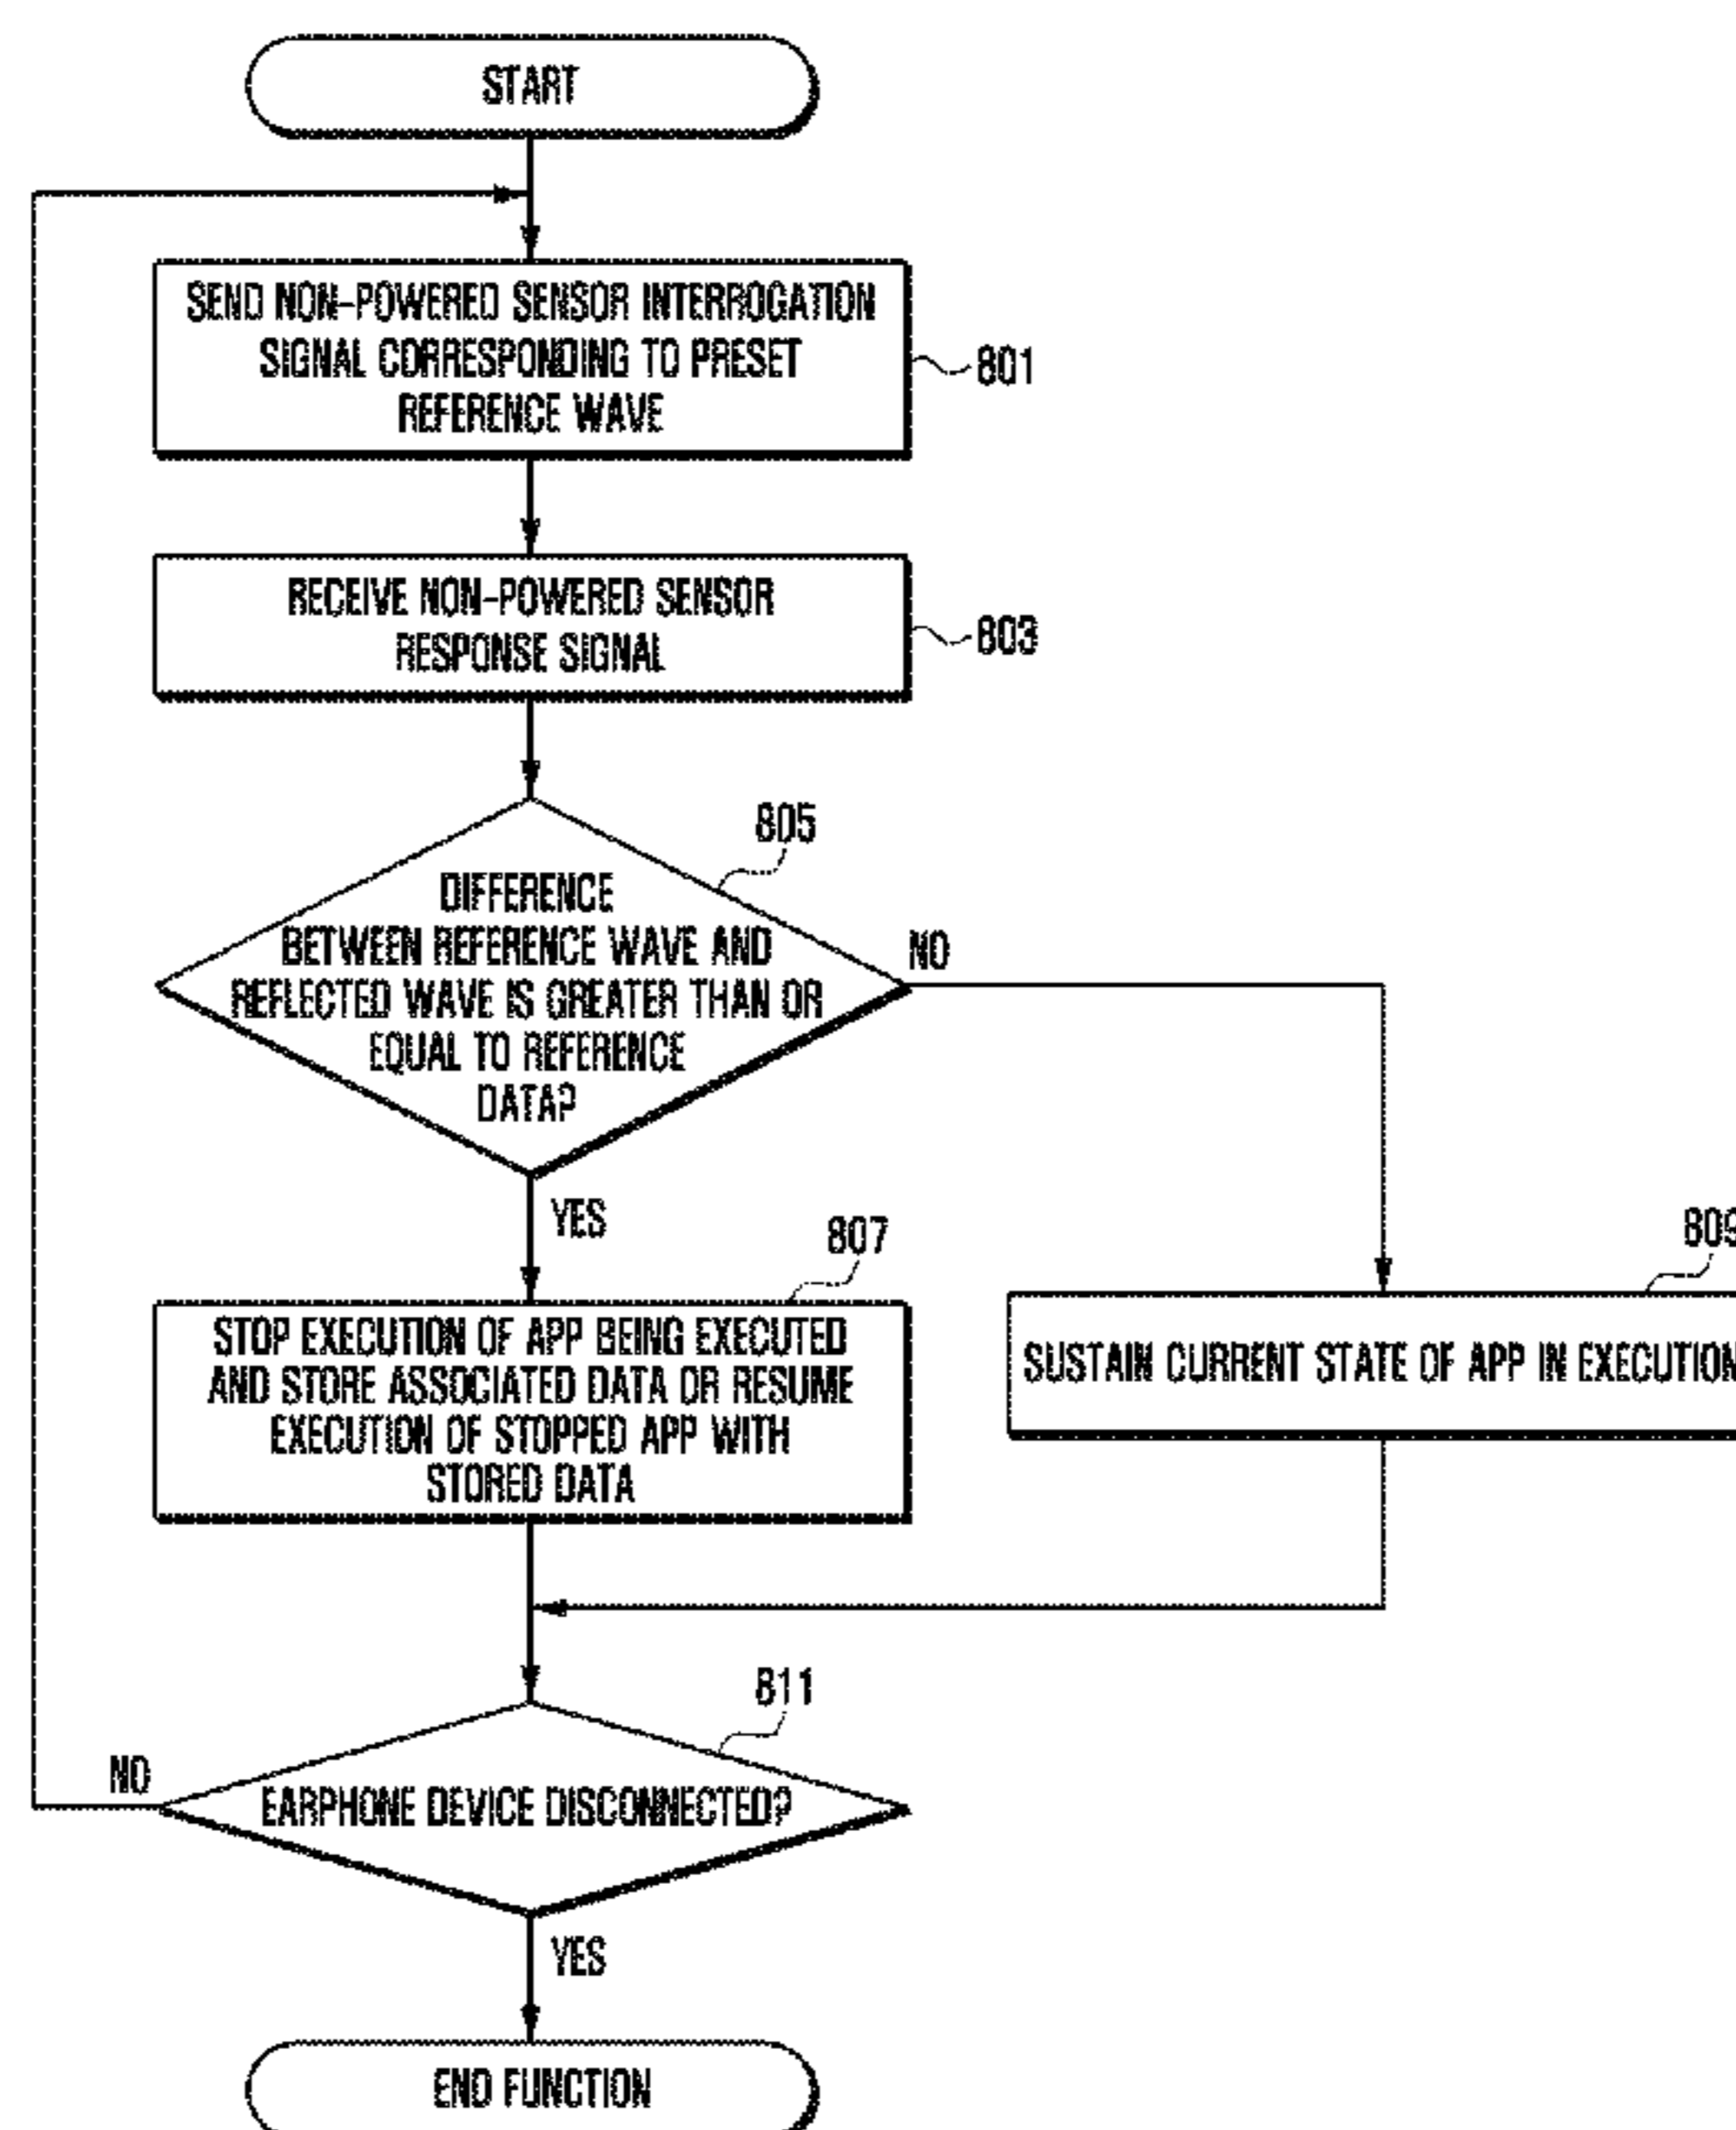 START
SEND NON-POWERED SENSOR INTERROGATION
SIGNAL CORRESPONDING TO PRESET
REFERENCE WAVE
801
RECEIVE NON-POWERED SENSOR
RESPONSE SIGNAL
803
805
DIFFERENCE
BETWEEN REFERENCE WAVE AND
REFLECTED WAVE IS GREATER THAN OR
EQUAL TO REFERENCE
DATA?
NO
YES
807
STOP EXECUTION OF APP BEING EXECUTED
AND STORE ASSOCIATED DATA OR RESUME
EXECUTION OF STOPPED APP WITH
STORED DATA
809
SUSTAIN CURRENT STATE OF APP IN EXECUTION
811
NO
EARPHONE DEVICE DISCONNECTED?
YES
END FUNCTION